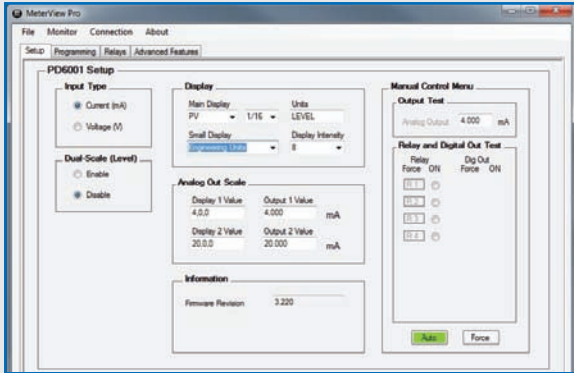 MeterView Pro
File Monitor Connection About
Setup Programming Relays Advanced Features
PD6001 Setup
Input Type
Current (mA)
Voltage (V)
Dual-Scale (Level)
Enable
Disable
Display
Main Display Units
PV 1/16 LEVEL
Small Display Display Intensity
Engineering Units 8
Analog Out Scale
Display 1 Value Output 1 Value
4,0,0 4.000 mA
Display 2 Value Output 2 Value
20.0,0 20.000 mA
Information
Firmware Revision 3.220
Manual Control Menu
Output Test
Analog Output 4.000 mA
Relay and Digital Out Test
Relay Dig Out
Force ON Force ON
R 1
R 2
R 3
R 4
Auto Force